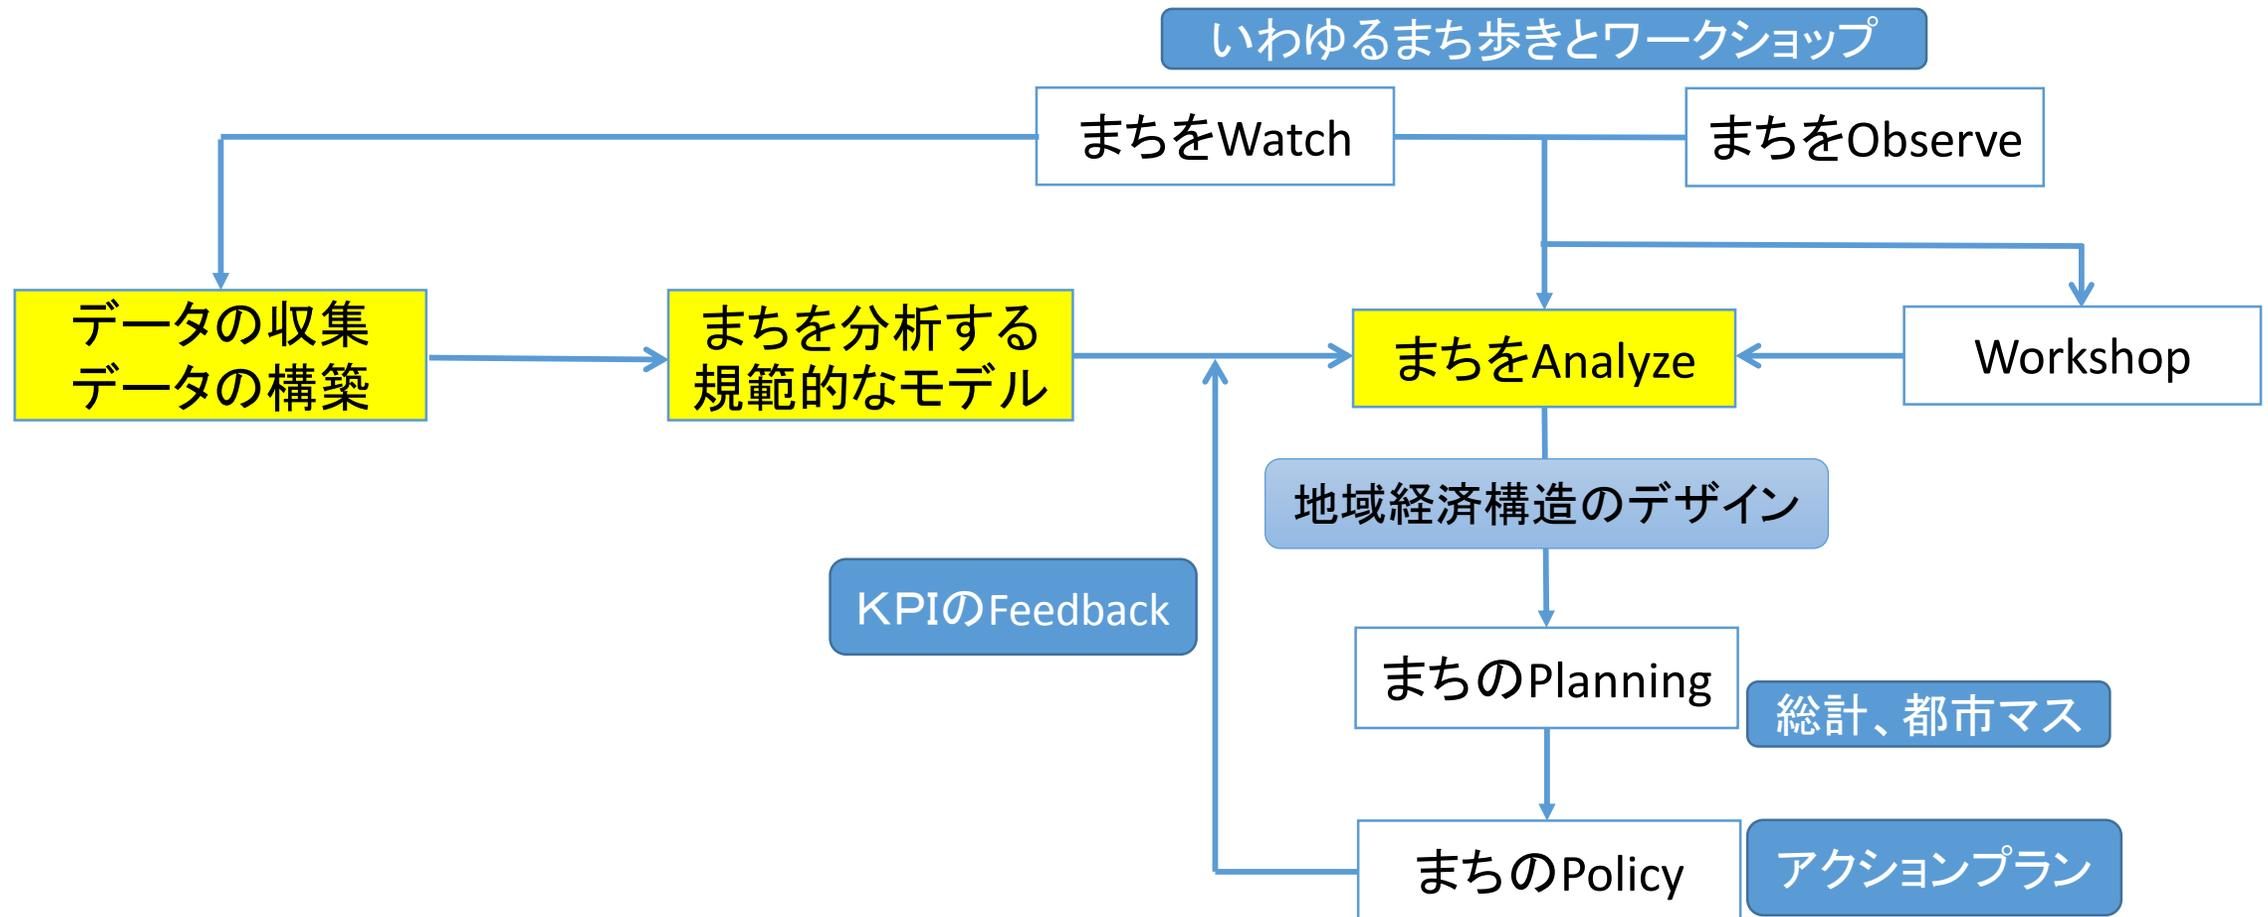 いわゆるまち歩きとワークショップ
まちをWatch
まちをObserve
データの収集
データの構築
まちを分析する
規範的なモデル
まちをAnalyze
Workshop
地域経済構造のデザイン
ＫＰＩのFeedback
まちのPlanning
総計、都市マス
まちのPolicy
アクションプラン